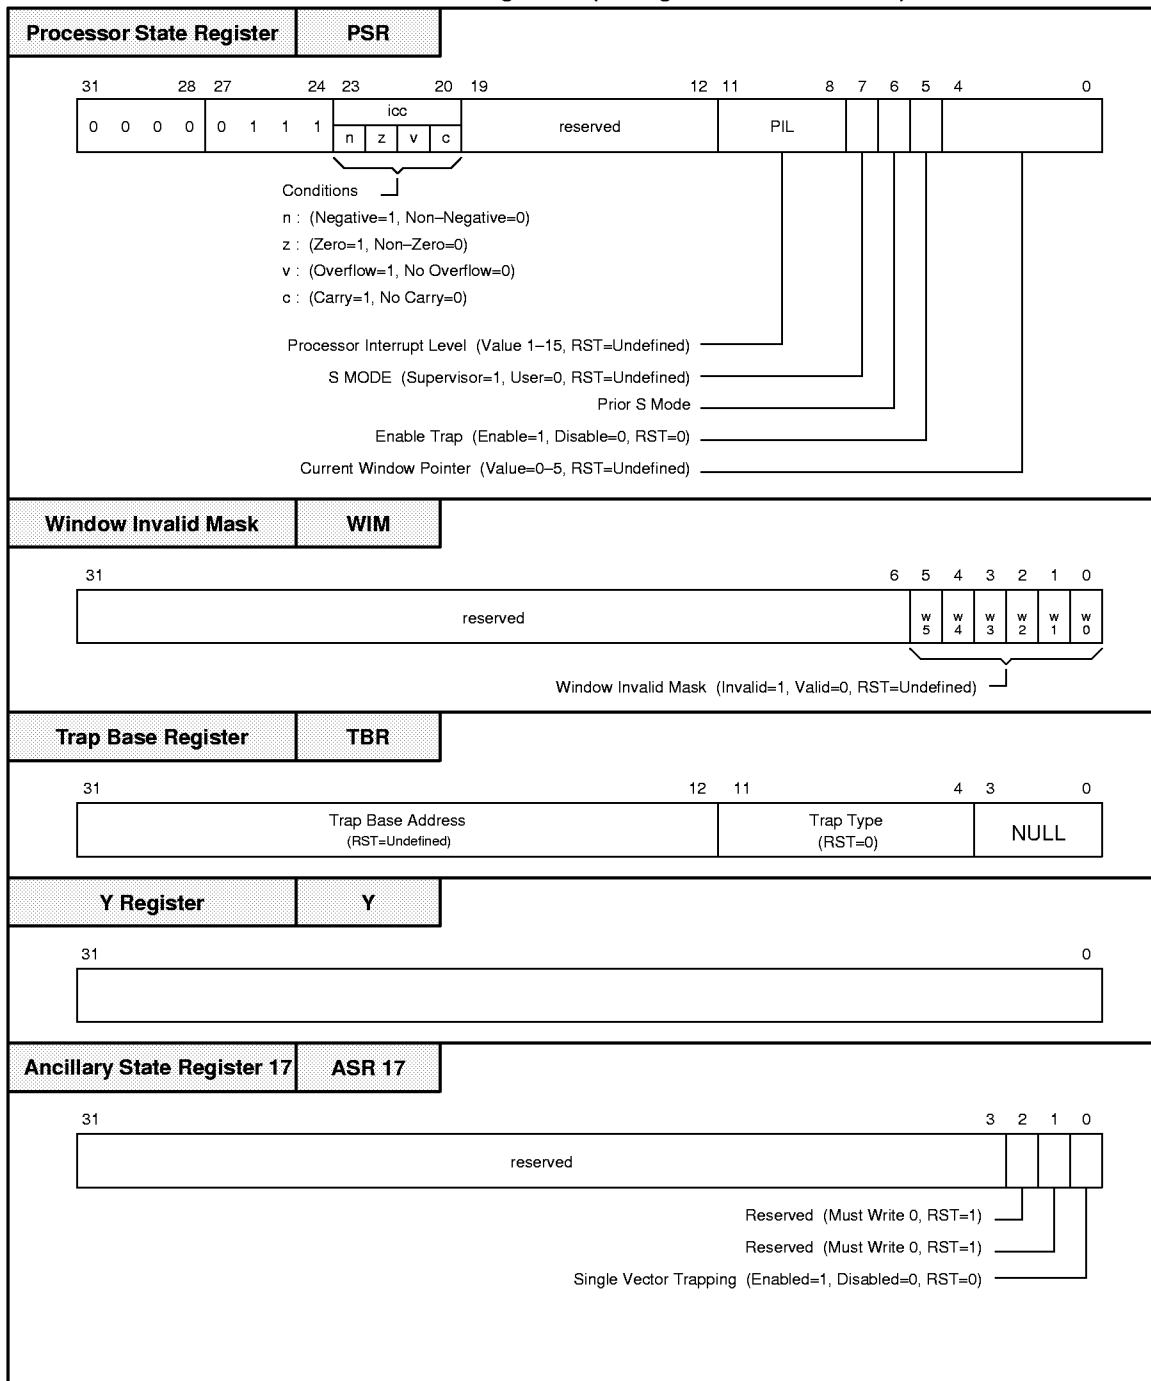 Processor State Register PSR
31 28 27 24 23 20 19 12 11 8 7 6 5 4 0
icc
0 0 0 0 0 1 1 1 reserved PIL
n z v c
Conditions
n : (Negative=1, Non–Negative=0)
z : (Zero=1, Non–Zero=0)
v : (Overflow=1, No Overflow=0)
c : (Carry=1, No Carry=0)
Processor Interrupt Level (Value 1–15, RST=Undefined)
S MODE (Supervisor=1, User=0, RST=Undefined)
Prior S Mode
Enable Trap (Enable=1, Disable=0, RST=0)
Current Window Pointer (Value=0–5, RST=Undefined)
Window Invalid Mask WIM
31 6 5 4 3 2 1 0
reserved w5 w4 w3 w2 w1 w0
Window Invalid Mask (Invalid=1, Valid=0, RST=Undefined)
Trap Base Register TBR
31 12 11 4 3 0
Trap Base Address Trap Type NULL
(RST=Undefined) (RST=0)
Y Register Y
31 0
Ancillary State Register 17 ASR 17
31 3 2 1 0
reserved
Reserved (Must Write 0, RST=1)
Reserved (Must Write 0, RST=1)
Single Vector Trapping (Enabled=1, Disabled=0, RST=0)